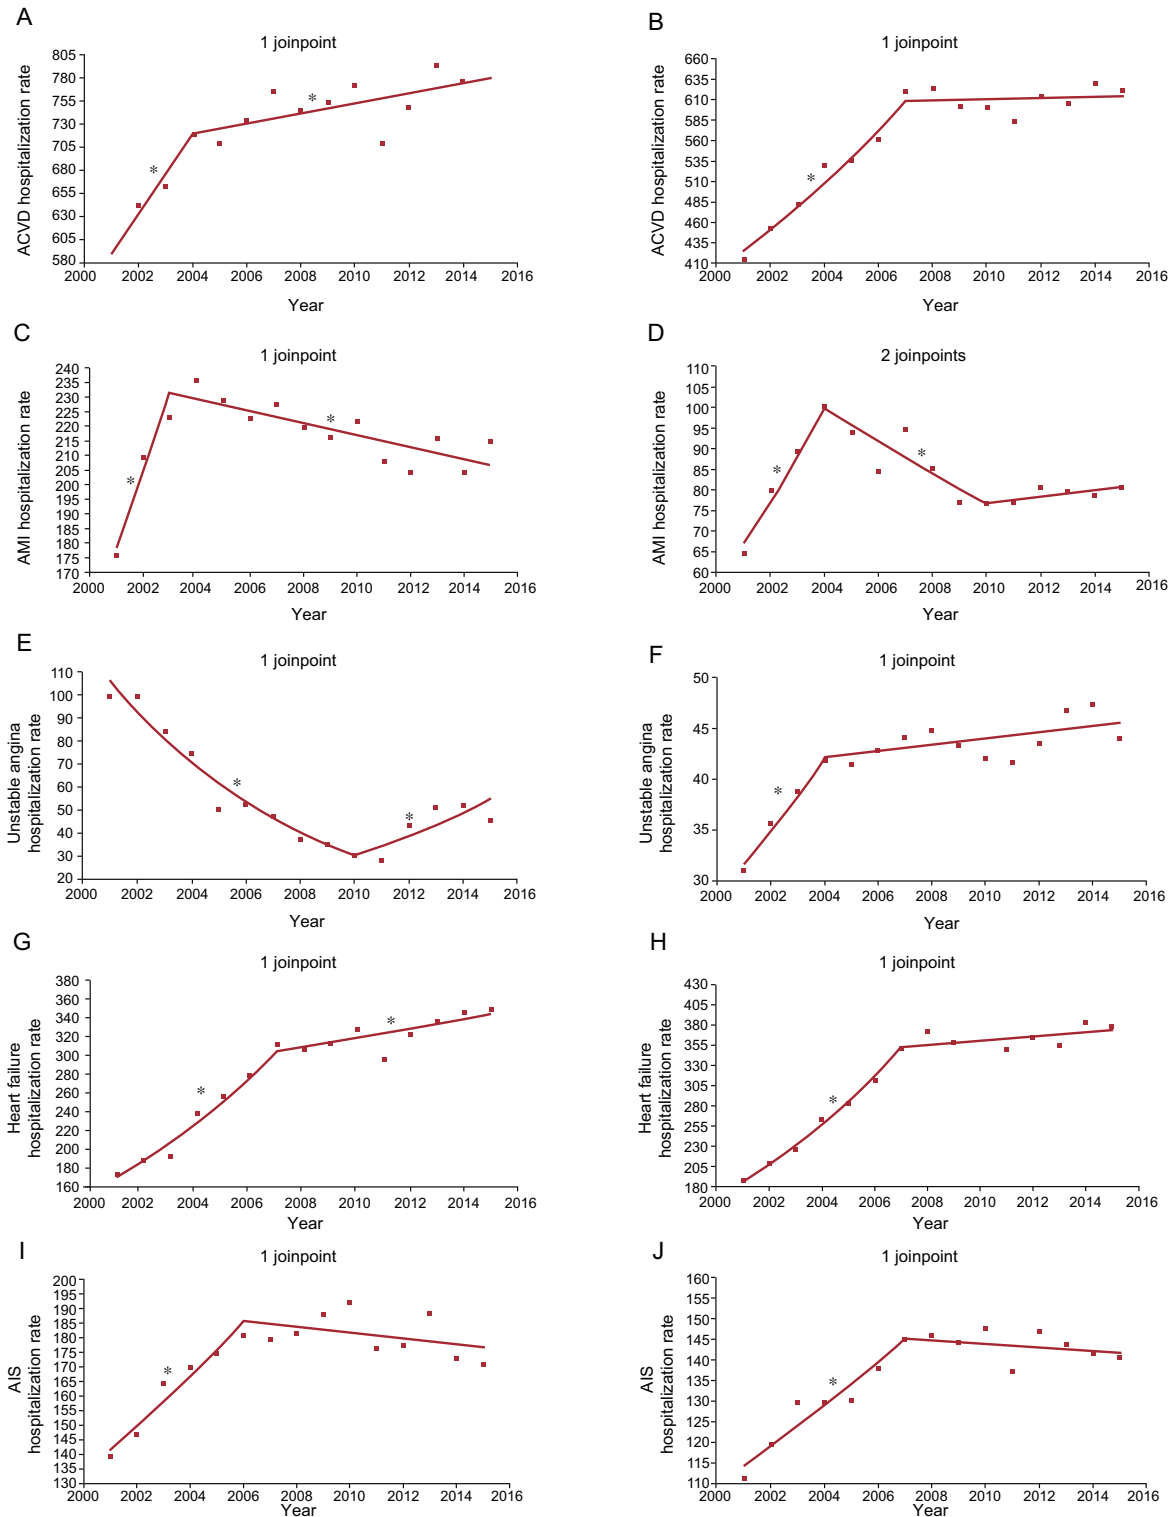 A
1 joinpoint
ACVD hospitalization rate
805
780
755
730
705
680
655
630
605
580
2000 2002 2004 2006 2008 2010 2012 2014 2016
Year
*
*
B
1 joinpoint
ACVD hospitalization rate
660
635
610
585
560
535
510
485
460
435
410
2000 2002 2004 2006 2008 2010 2012 2014 2016
Year
*
C
1 joinpoint
AMI hospitalization rate
240
235
230
225
220
215
210
205
200
195
190
185
180
175
170
2000 2002 2004 2006 2008 2010 2012 2014 2016
Year
*
*
D
2 joinpoints
AMI hospitalization rate
110
105
100
95
90
85
80
75
70
65
60
2000 2002 2004 2006 2008 2010 2012 2014 2016
Year
*
*
E
1 joinpoint
Unstable angina
hospitalization rate
110
100
90
80
70
60
50
40
30
20
2000 2002 2004 2006 2008 2010 2012 2014 2016
Year
*
*
F
1 joinpoint
Unstable angina
hospitalization rate
50
45
40
35
30
2000 2002 2004 2006 2008 2010 2012 2014 2016
Year
*
G
1 joinpoint
Heart failure
hospitalization rate
380
360
340
320
300
280
260
240
220
200
180
160
2000 2002 2004 2006 2008 2010 2012 2014 2016
Year
*
*
H
1 joinpoint
Heart failure
hospitalization rate
430
405
380
355
330
305
280
255
230
205
180
2000 2002 2004 2006 2008 2010 2012 2014 2016
Year
*
I
1 joinpoint
AIS
hospitalization rate
200
195
190
185
180
175
170
165
160
155
150
145
140
135
130
2000 2002 2004 2006 2008 2010 2012 2014 2016
Year
*
J
1 joinpoint
AIS
hospitalization rate
160
155
150
145
140
135
130
125
120
115
110
2000 2002 2004 2006 2008 2010 2012 2014 2016
Year
*